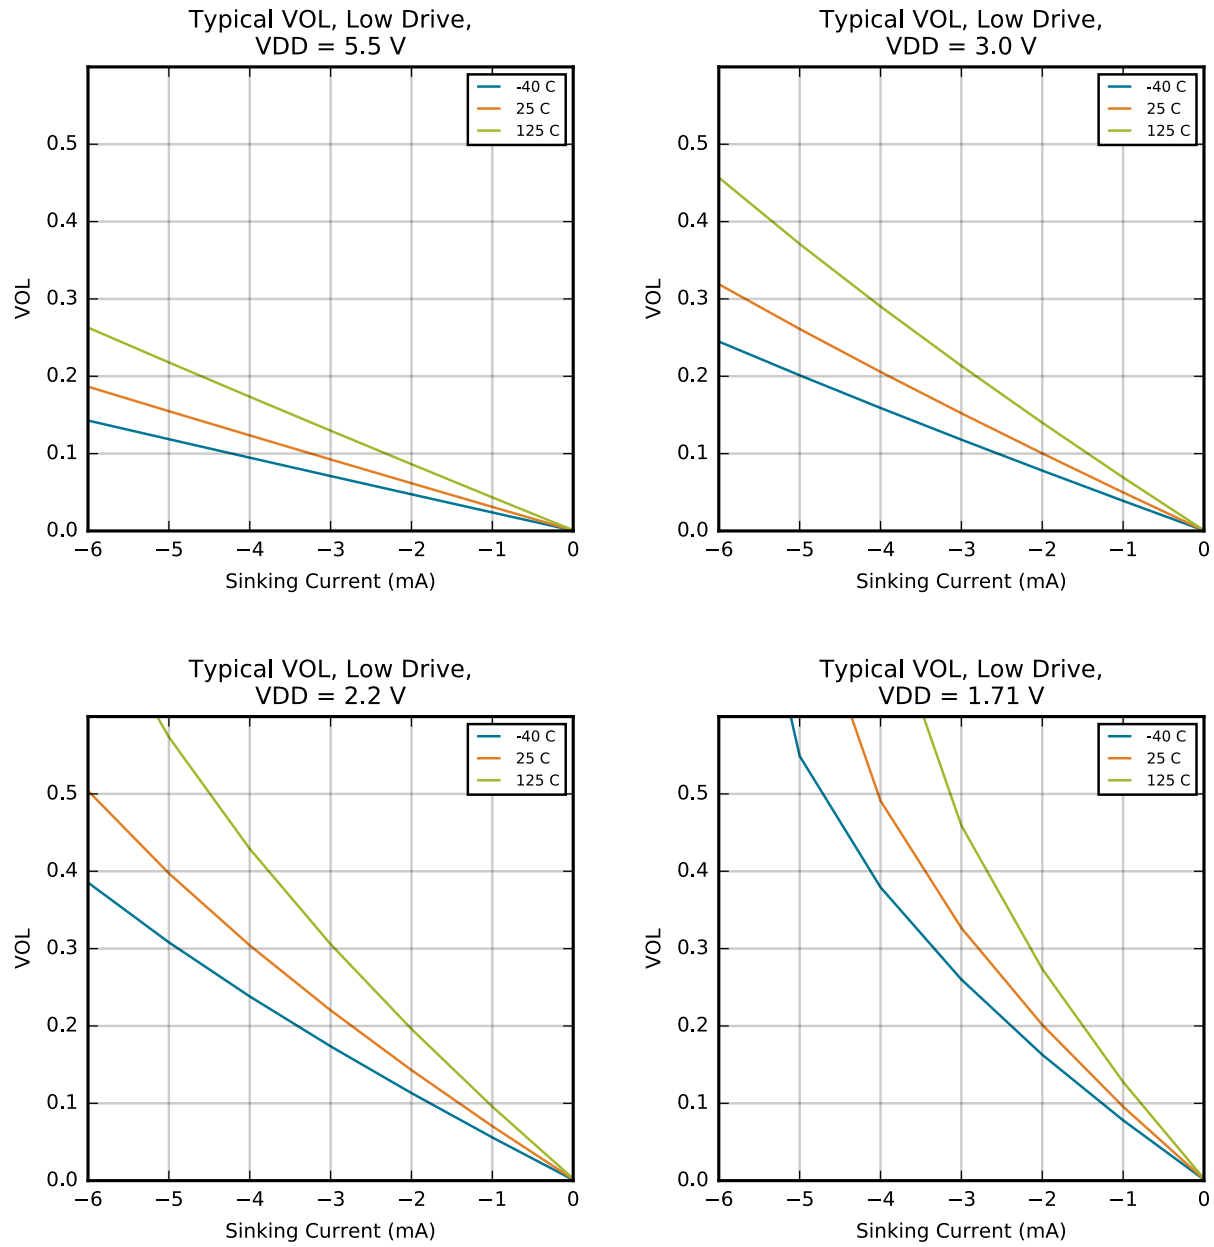 Typical VOL, Low Drive,
VDD = 5.5 V
-40 C
25 C
125 C
0.5
0.4
0.3
0.2
0.1
0.0
VOL
−6 −5 −4 −3 −2 −1 0
Sinking Current (mA)
Typical VOL, Low Drive,
VDD = 3.0 V
-40 C
25 C
125 C
0.5
0.4
0.3
0.2
0.1
0.0
VOL
−6 −5 −4 −3 −2 −1 0
Sinking Current (mA)
Typical VOL, Low Drive,
VDD = 2.2 V
-40 C
25 C
125 C
0.5
0.4
0.3
0.2
0.1
0.0
VOL
−6 −5 −4 −3 −2 −1 0
Sinking Current (mA)
Typical VOL, Low Drive,
VDD = 1.71 V
-40 C
25 C
125 C
0.5
0.4
0.3
0.2
0.1
0.0
VOL
−6 −5 −4 −3 −2 −1 0
Sinking Current (mA)